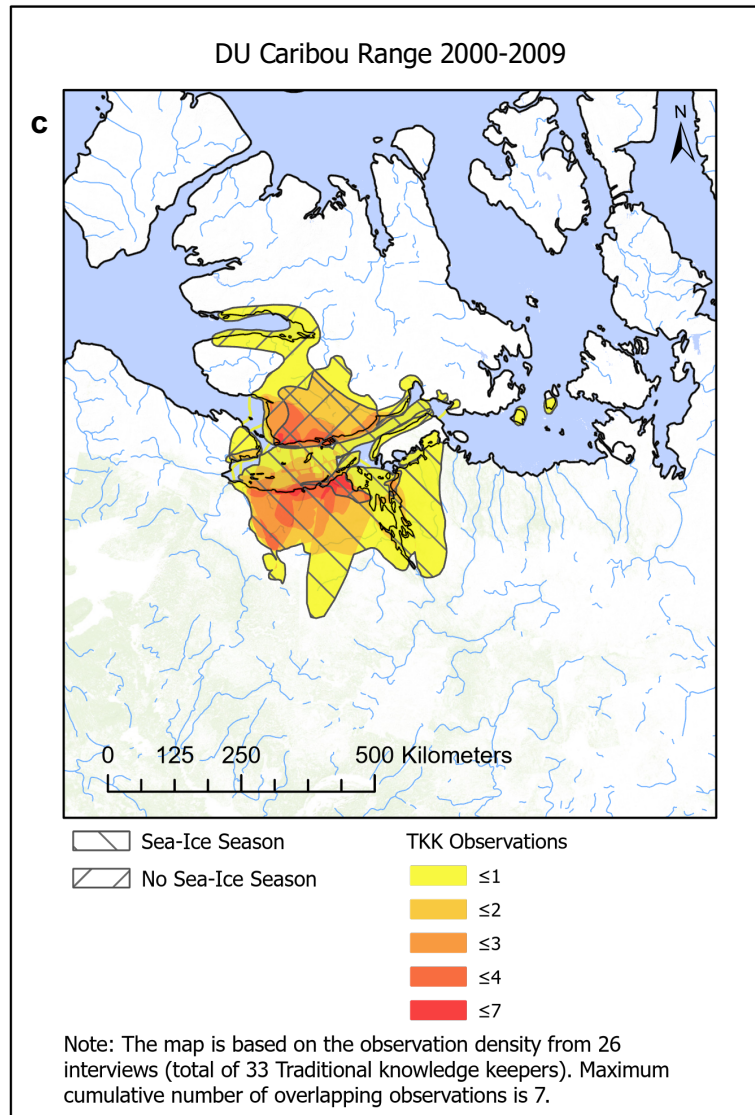 DU Caribou Range 2000-2009
c
N
0 125 250 500 Kilometers
Sea-Ice Season
No Sea-Ice Season
TKK Observations
≤1
≤2
≤3
≤4
≤7
Note: The map is based on the observation density from 26
interviews (total of 33 Traditional knowledge keepers). Maximum
cumulative number of overlapping observations is 7.